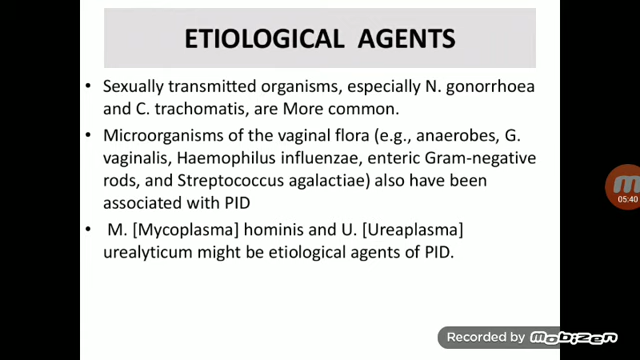 ETIOLOGICAL AGENTS
• Sexually transmitted organisms, especially N. gonorrhoea
and C. trachomatis, are More common.
• Microorganisms of the vaginal flora (e.g., anaerobes, G.
vaginalis, Haemophilus influenzae, enteric Gram-negative
rods, and Streptococcus agalactiae) also have been
associated with PID
• M. [Mycoplasma] hominis and U. [Ureaplasma]
urealyticum might be etiological agents of PID.
05:40
Recorded by mobizen